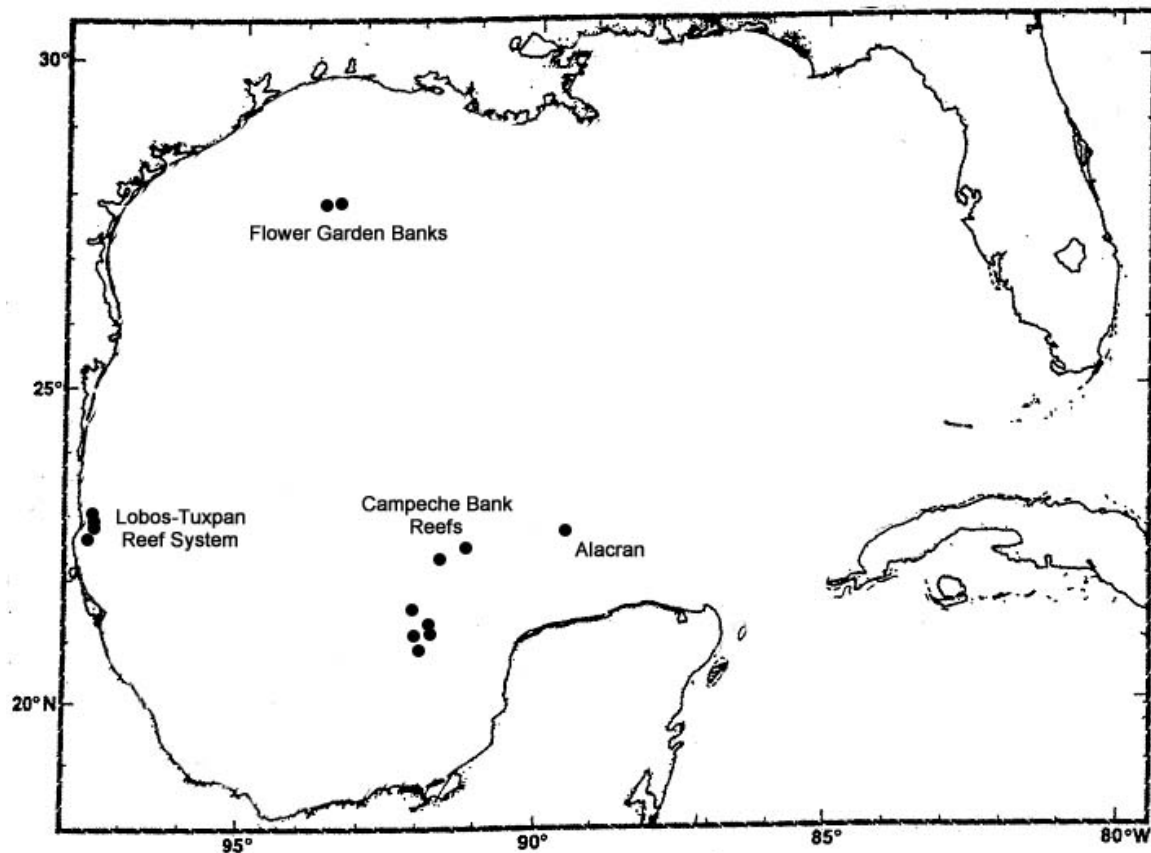 30°
Flower Garden Banks
25°
Lobos-Tuxpan
Reef System
Campeche Bank
Reefs
Alacran
20°N
95°
90°
85°
80°W